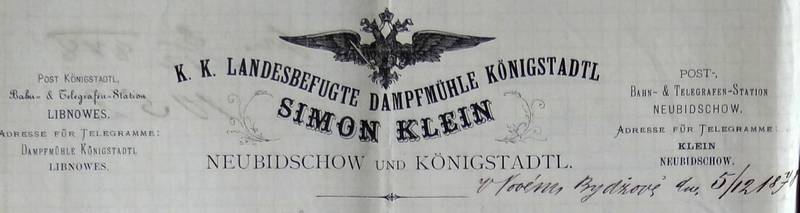 K. K. LANDESBEFUGTE DAMPFMÜHLE KÖNIGSTADTL
SIMON KLEIN
NEUBIDSCHOW UND KÖNIGSTADTL.
POST KÖNIGSTADTL,
Bahn- & Telegrafen-Station
LIBNOWES.
ADRESSE FÜR TELEGRAMME:
DAMPFMÜHLE KÖNIGSTADTL
LIBNOWES.
POST-,
BAHN- & TELEGRAFEN-STATION
NEUBIDSCHOW.
ADRESSE FÜR TELEGRAMME:
KLEIN
NEUBIDSCHOW.
V Novém Bydžově dne 5/12 187